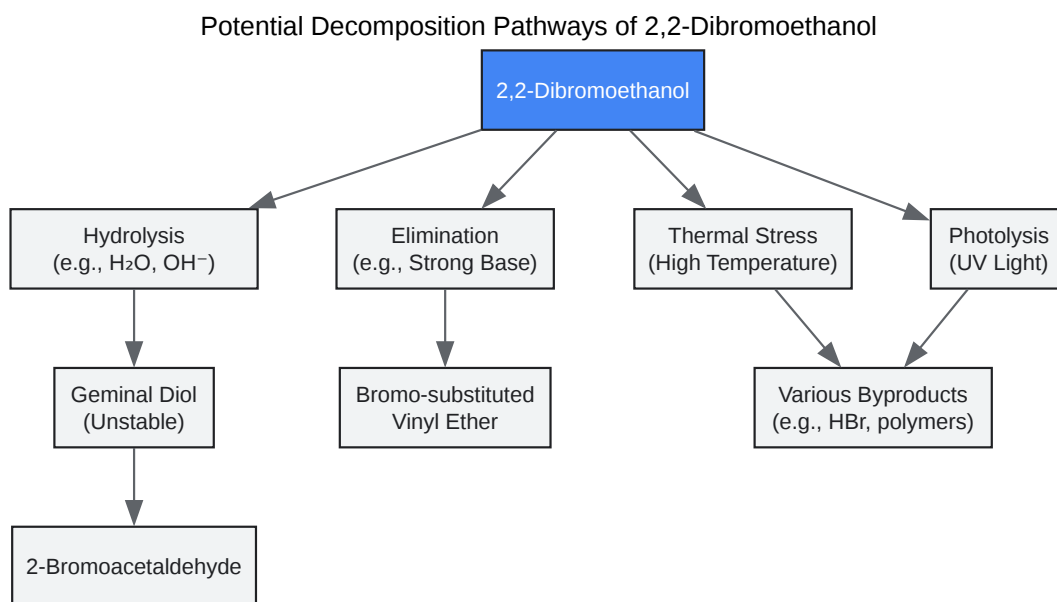 Potential Decomposition Pathways of 2,2-Dibromoethanol
2,2-Dibromoethanol
Hydrolysis
(e.g., H₂O, OH⁻)
Elimination
(e.g., Strong Base)
Thermal Stress
(High Temperature)
Photolysis
(UV Light)
Geminal Diol
(Unstable)
Bromo-substituted
Vinyl Ether
Various Byproducts
(e.g., HBr, polymers)
2-Bromoacetaldehyde